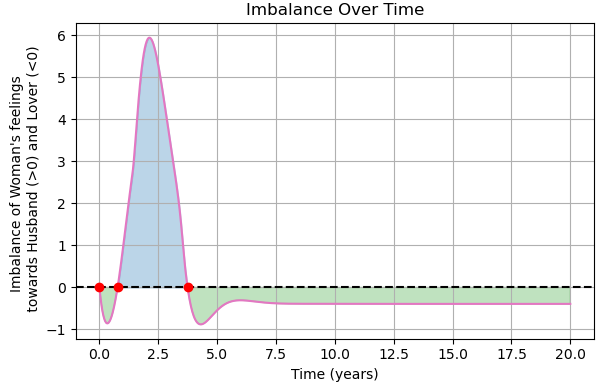 Imbalance Over Time
Imbalance of Woman's feelings
towards Husband (>0) and Lover (<0)
6
5
4
3
2
1
0
−1
0.0 2.5 5.0 7.5 10.0 12.5 15.0 17.5 20.0
Time (years)